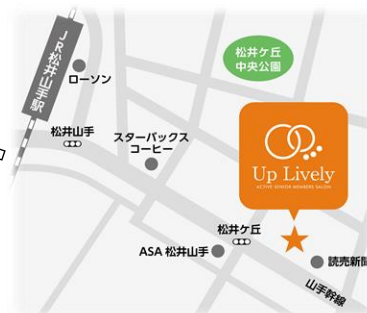 JR松井山手駅
ローソン
松井ケ丘
中央公園
松井山手
スターバックス
コーヒー
Up Lively
ACTIVE SENIOR MEMBERS SALON
松井ケ丘
ASA 松井山手
読売新聞
山手幹線